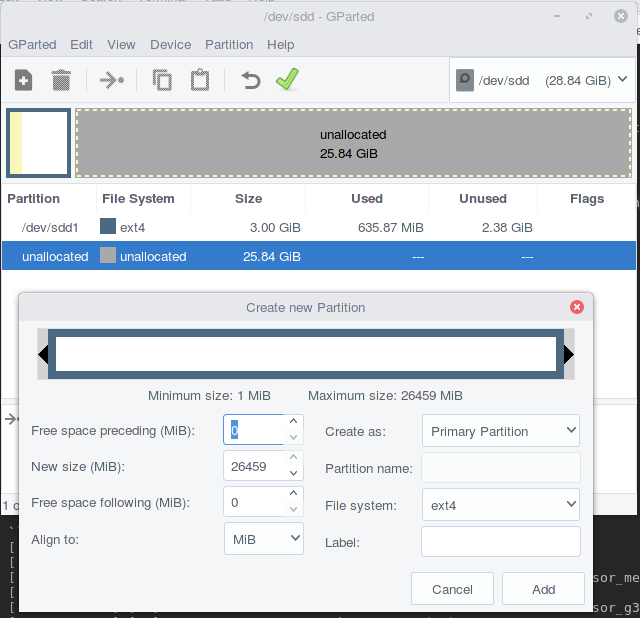 /dev/sdd - GParted
GParted Edit View Device Partition Help
/dev/sdd (28.84 GiB)
unallocated
25.84 GiB
Partition File System Size Used Unused Flags
/dev/sdd1 ext4 3.00 GiB 635.87 MiB 2.38 GiB
unallocated unallocated 25.84 GiB --- ---
Create new Partition
Minimum size: 1 MiB Maximum size: 26459 MiB
Free space preceding (MiB): 0 Create as: Primary Partition
New size (MiB): 26459 Partition name:
Free space following (MiB): 0 File system: ext4
Align to: MiB Label:
Cancel Add
1 o
[
[
[ sor_me
[
[ sor_g3